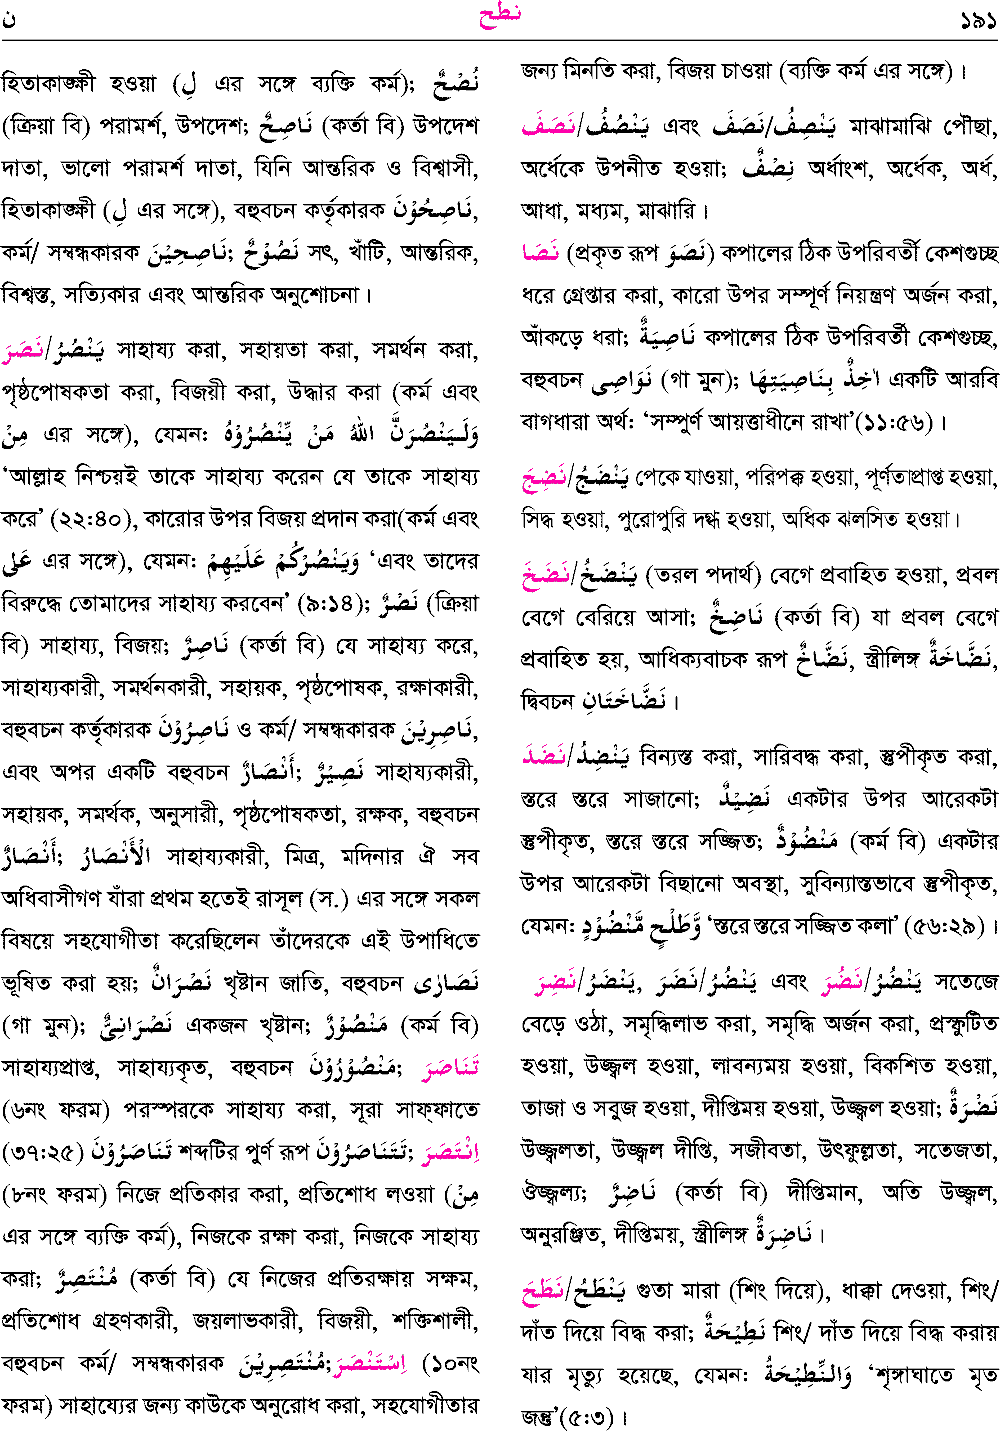 ن نطح ১৯১
হিতাকাঙ্ক্ষী হওয়া (لِ এর সঙ্গে ব্যক্তি কর্ম); نُصْحٌ
(ক্রিয়া বি) পরামর্শ, উপদেশ; نَاصِحٌ (কর্তা বি) উপদেশ
দাতা, ভালো পরামর্শ দাতা, যিনি আন্তরিক ও বিশ্বাসী,
হিতাকাঙ্ক্ষী (لِ এর সঙ্গে), বহুবচন কর্তৃকারক نَاصِحُوْنَ,
কর্ম/ সম্বন্ধকারক نَاصِحِيْنَ; نَصُوْحٌ সৎ, খাঁটি, আন্তরিক,
বিশ্বস্ত, সত্যিকার এবং আন্তরিক অনুশোচনা।
نَصَرَ/يَنْصُرُ সাহায্য করা, সহায়তা করা, সমর্থন করা,
পৃষ্ঠপোষকতা করা, বিজয়ী করা, উদ্ধার করা (কর্ম এবং
مِنْ এর সঙ্গে), যেমন: وَلَيَنْصُرَنَّ اللهُ مَنْ يَّنْصُرُوْهُ
‘আল্লাহ নিশ্চয়ই তাকে সাহায্য করেন যে তাকে সাহায্য
করে’ (২২:৪০), কারোর উপর বিজয় প্রদান করা(কর্ম এবং
عَلٰى এর সঙ্গে), যেমন: وَيَنْصُرْكُمْ عَلَيْهِمْ ‘এবং তাদের
বিরুদ্ধে তোমাদের সাহায্য করবেন’ (৯:১৪); نَصْرٌ (ক্রিয়া
বি) সাহায্য, বিজয়; نَاصِرٌ (কর্তা বি) যে সাহায্য করে,
সাহায্যকারী, সমর্থনকারী, সহায়ক, পৃষ্ঠপোষক, রক্ষাকারী,
বহুবচন কর্তৃকারক نَاصِرُوْنَ ও কর্ম/ সম্বন্ধকারক نَاصِرِيْنَ,
এবং অপর একটি বহুবচন أَنْصَارٌ; نَصِيْرٌ সাহায্যকারী,
সহায়ক, সমর্থক, অনুসারী, পৃষ্ঠপোষকতা, রক্ষক, বহুবচন
أَنْصَارٌ; الْأَنْصَارُ সাহায্যকারী, মিত্র, মদিনার ঐ সব
অধিবাসীগণ যাঁরা প্রথম হতেই রাসূল (স.) এর সঙ্গে সকল
বিষয়ে সহযোগীতা করেছিলেন তাঁদেরকে এই উপাধিতে
ভূষিত করা হয়; نَصْرَانٌ খৃষ্টান জাতি, বহুবচন نَصَارٰى
(গা মুন); نَصْرَانِيٌّ একজন খৃষ্টান; مَنْصُوْرٌ (কর্ম বি)
সাহায্যপ্রাপ্ত, সাহায্যকৃত, বহুবচন مَنْصُوْرُوْنَ; تَنَاصَرَ
(৬নং ফরম) পরস্পরকে সাহায্য করা, সূরা সাফ্ফাতে
(৩৭:২৫) تَنَاصَرُوْنَ শব্দটির পুর্ণ রূপ تَتَنَاصَرُوْنَ; اِنْتَصَرَ
(৮নং ফরম) নিজে প্রতিকার করা, প্রতিশোধ লওয়া (مِنْ
এর সঙ্গে ব্যক্তি কর্ম), নিজকে রক্ষা করা, নিজকে সাহায্য
করা; مُنْتَصِرٌ (কর্তা বি) যে নিজের প্রতিরক্ষায় সক্ষম,
প্রতিশোধ গ্রহণকারী, জয়লাভকারী, বিজয়ী, শক্তিশালী,
বহুবচন কর্ম/ সম্বন্ধকারক مُنْتَصِرِيْنَ; اِسْتَنْصَرَ (১০নং
ফরম) সাহায্যের জন্য কাউকে অনুরোধ করা, সহযোগীতার
জন্য মিনতি করা, বিজয় চাওয়া (ব্যক্তি কর্ম এর সঙ্গে)।
نَصَفَ/يَنْصُفُ এবং نَصَفَ/يَنْصِفُ মাঝামাঝি পৌছা,
অর্ধেকে উপনীত হওয়া; نِصْفٌ অর্ধাংশ, অর্ধেক, অর্ধ,
আধা, মধ্যম, মাঝারি।
نَصَا (প্রকৃত রূপ نَصَوَ) কপালের ঠিক উপরিবর্তী কেশগুচ্ছ
ধরে গ্রেপ্তার করা, কারো উপর সম্পূর্ণ নিয়ন্ত্রণ অর্জন করা,
আঁকড়ে ধরা; نَاصِيَةٌ কপালের ঠিক উপরিবর্তী কেশগুচ্ছ,
বহুবচন نَوَاصِى (গা মুন); اٰخِذٌ بِنَاصِيَتِهَا একটি আরবি
বাগধারা অর্থ: ‘সম্পুর্ণ আয়ত্তাধীনে রাখা’(১১:৫৬)।
نَضِجَ/يَنْضَجُ পেকে যাওয়া, পরিপক্ক হওয়া, পূর্ণতাপ্রাপ্ত হওয়া,
সিদ্ধ হওয়া, পুরোপুরি দগ্ধ হওয়া, অধিক ঝলসিত হওয়া।
نَضَخَ/يَنْضَخُ (তরল পদার্থ) বেগে প্রবাহিত হওয়া, প্রবল
বেগে বেরিয়ে আসা; نَاضِخٌ (কর্তা বি) যা প্রবল বেগে
প্রবাহিত হয়, আধিক্যবাচক রূপ نَضَّاخٌ, স্ত্রীলিঙ্গ نَضَّاخَةٌ,
দ্বিবচন نَضَّاخَتَانِ।
نَضَدَ/يَنْضِدُ বিন্যস্ত করা, সারিবদ্ধ করা, স্তুপীকৃত করা,
স্তরে স্তরে সাজানো; نَضِيْدٌ একটার উপর আরেকটা
স্তুপীকৃত, স্তরে স্তরে সজ্জিত; مَنْضُوْدٌ (কর্ম বি) একটার
উপর আরেকটা বিছানো অবস্থা, সুবিন্যাস্তভাবে স্তুপীকৃত,
যেমন: وَّطَلْحٍ مَّنْضُوْدٍ ‘স্তরে স্তরে সজ্জিত কলা’ (৫৬:২৯)।
نَضِرَ/يَنْضَرُ, نَضَرَ/يَنْضُرُ এবং نَضُرَ/يَنْضُرُ সতেজে
বেড়ে ওঠা, সমৃদ্ধিলাভ করা, সমৃদ্ধি অর্জন করা, প্রস্ফুটিত
হওয়া, উজ্জ্বল হওয়া, লাবন্যময় হওয়া, বিকশিত হওয়া,
তাজা ও সবুজ হওয়া, দীপ্তিময় হওয়া, উজ্জ্বল হওয়া; نَضْرَةٌ
উজ্জ্বলতা, উজ্জ্বল দীপ্তি, সজীবতা, উৎফুল্লতা, সতেজতা,
ঔজ্জ্বল্য; نَاضِرٌ (কর্তা বি) দীপ্তিমান, অতি উজ্জ্বল,
অনুরঞ্জিত, দীপ্তিময়, স্ত্রীলিঙ্গ نَاضِرَةٌ।
نَطَحَ/يَنْطَحُ গুতা মারা (শিং দিয়ে), ধাক্কা দেওয়া, শিং/
দাঁত দিয়ে বিদ্ধ করা; نَطِيْحَةٌ শিং/ দাঁত দিয়ে বিদ্ধ করায়
যার মৃত্যু হয়েছে, যেমন: وَالنَّطِيْحَةُ ‘শৃঙ্গাঘাতে মৃত
জন্তু’(৫:৩)।